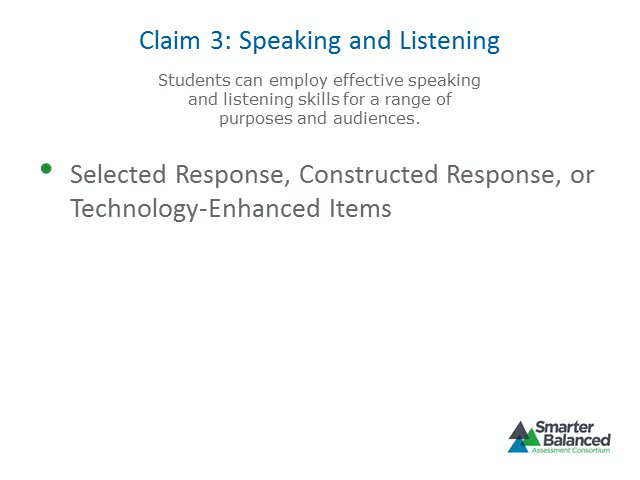 Claim 3: Speaking and Listening
Students can employ effective speaking
and listening skills for a range of
purposes and audiences.
• Selected Response, Constructed Response, or
Technology-Enhanced Items
Smarter
Balanced
Assessment Consortium